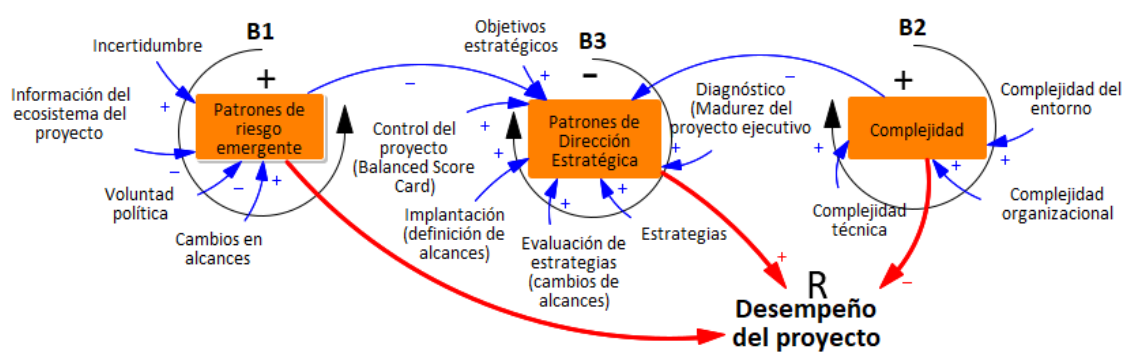 B1
Incertidumbre
+
Información del
ecosistema del
proyecto
+
Patrones de
riesgo
emergente
+
–
Voluntad
política
–
+
Cambios en
alcances
–
Objetivos
estratégicos
+
B3
-
Control del
proyecto
(Balanced Score
Card)
+
Patrones de
Dirección
Estratégica
+
Implantación
(definición de
alcances)
+
Evaluación de
estrategias
(cambios de
alcances)
+
Estrategias
+
Diagnóstico
(Madurez del
proyecto ejecutivo
–
B2
+
Complejidad
Complejidad del
entorno
+
+
Complejidad
técnica
+
Complejidad
organizacional
+
–
R
Desempeño
del proyecto